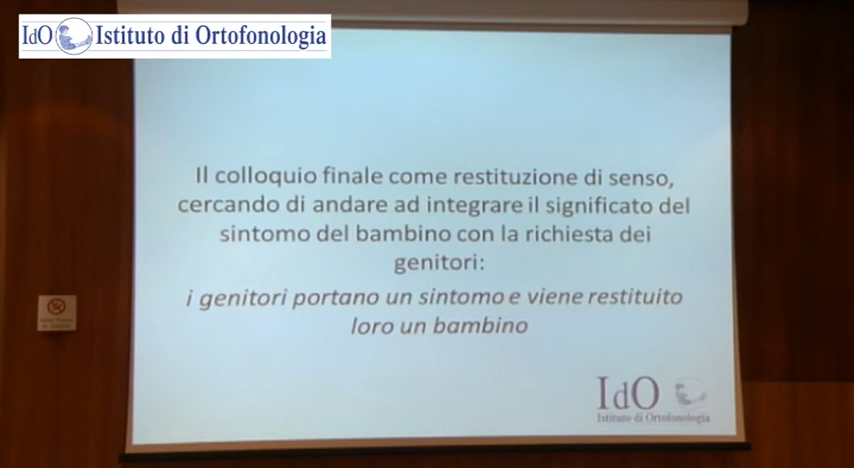 IdO Istituto di Ortofonologia
Il colloquio finale come restituzione di senso,
cercando di andare ad integrare il significato del
sintomo del bambino con la richiesta dei
genitori:
i genitori portano un sintomo e viene restituito
loro un bambino
IdO
Istituto di Ortofonologia